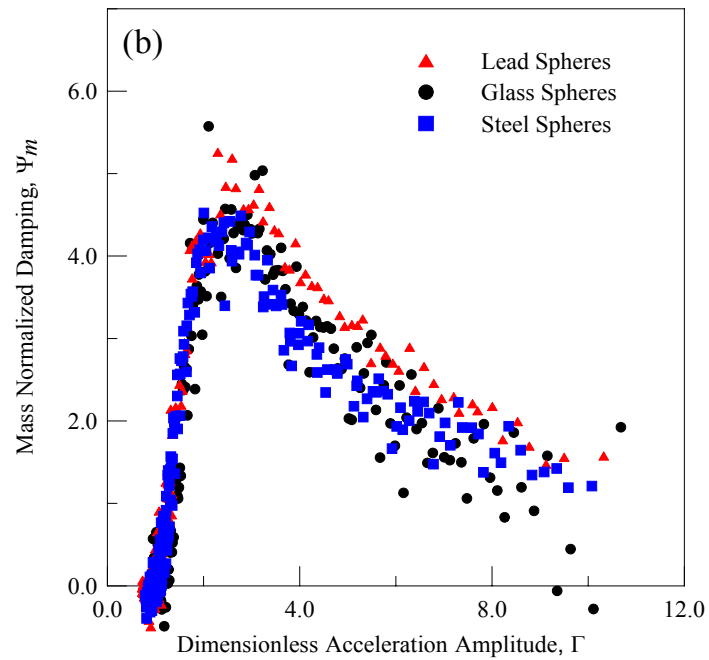 (b)
Lead Spheres
Glass Spheres
Steel Spheres
Mass Normalized Damping, Ψm
6.0
4.0
2.0
0.0
0.0 4.0 8.0 12.0
Dimensionless Acceleration Amplitude, Γ